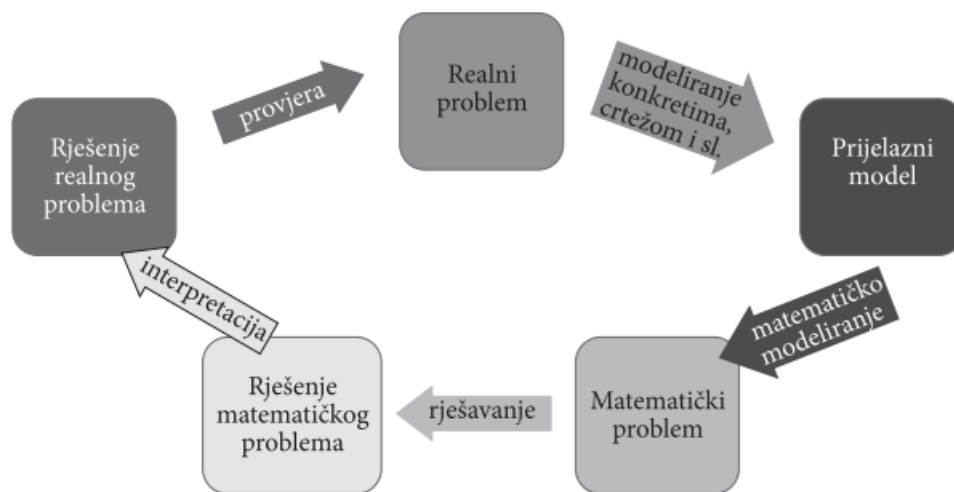 Realni
problem
modeliranje
konkretima,
crtežom i sl.
Prijelazni
model
matematičko
modeliranje
Matematički
problem
rješavanje
Rješenje
matematičkog
problema
interpretacija
Rješenje
realnog
problema
provjera